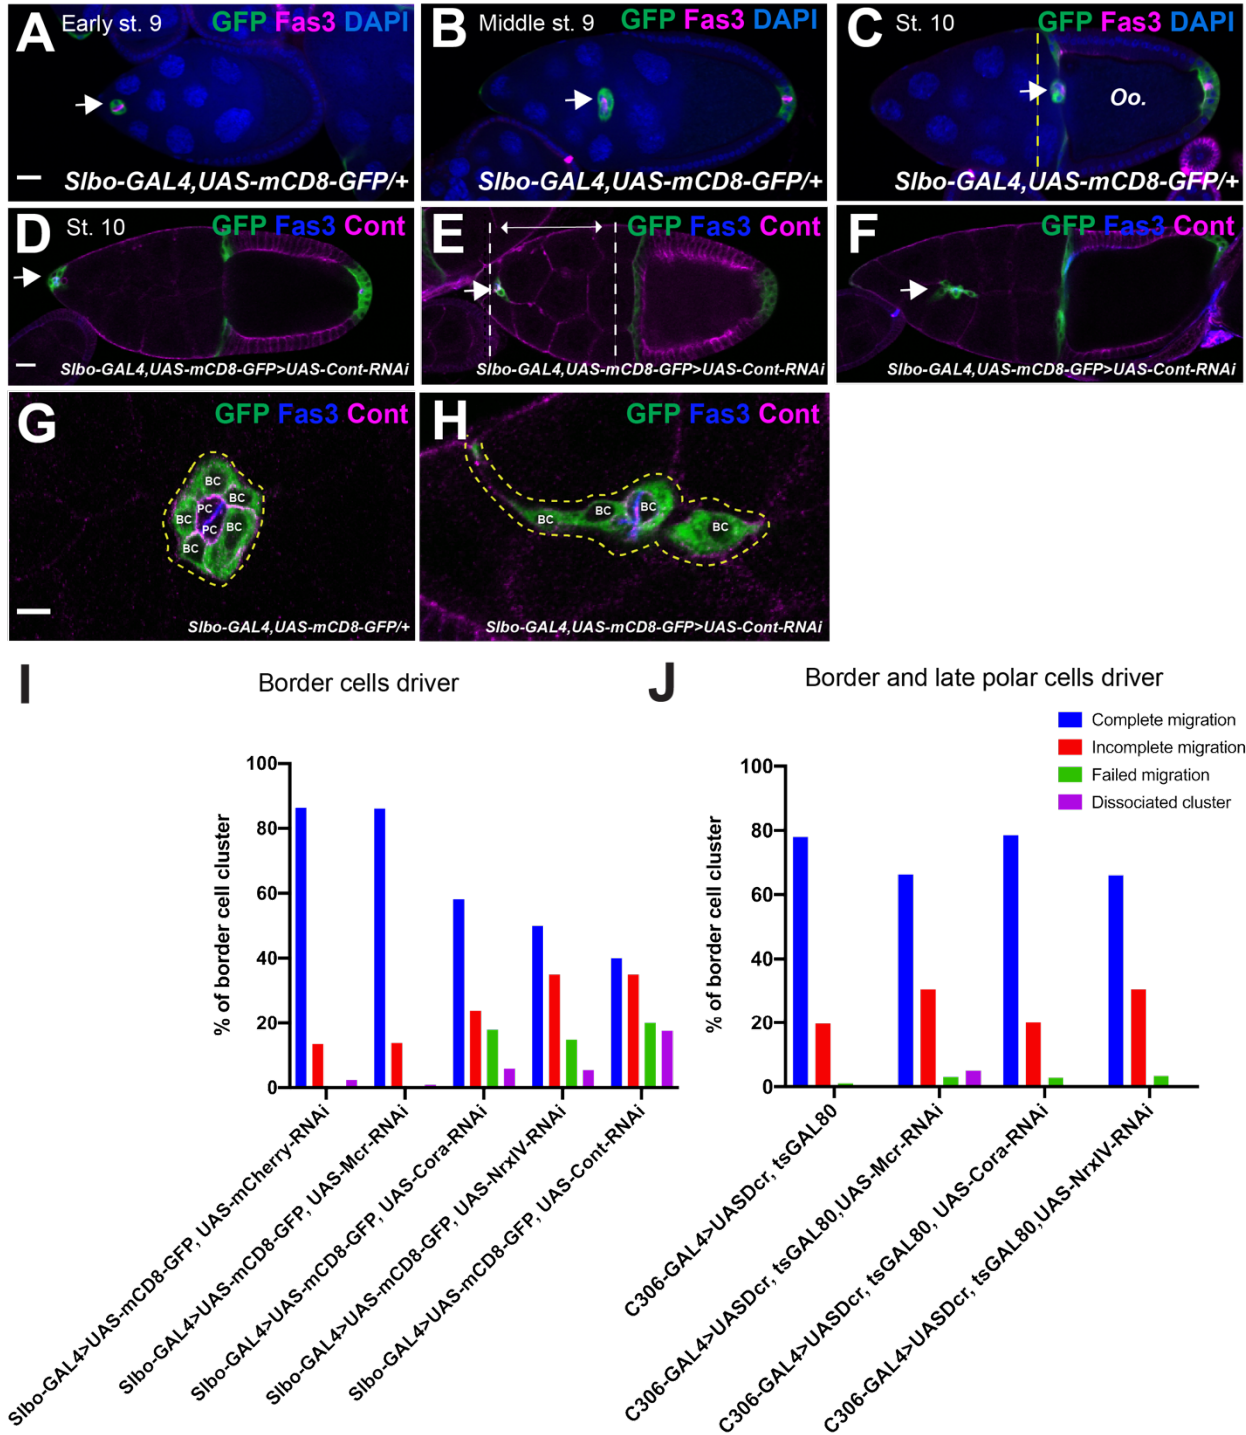 A Early st. 9 GFP Fas3 DAPI
Slbo-GAL4,UAS-mCD8-GFP/+
B Middle st. 9 GFP Fas3 DAPI
Slbo-GAL4,UAS-mCD8-GFP/+
C St. 10 GFP Fas3 DAPI
Oo.
Slbo-GAL4,UAS-mCD8-GFP/+
D St. 10 GFP Fas3 Cont
Slbo-GAL4,UAS-mCD8-GFP>UAS-Cont-RNAi
E GFP Fas3 Cont
Slbo-GAL4,UAS-mCD8-GFP>UAS-Cont-RNAi
F GFP Fas3 Cont
Slbo-GAL4,UAS-mCD8-GFP>UAS-Cont-RNAi
G GFP Fas3 Cont
BC
PC BC
BC
PC BC
BC
Slbo-GAL4,UAS-mCD8-GFP/+
H GFP Fas3 Cont
BC BC BC
BC
Slbo-GAL4,UAS-mCD8-GFP>UAS-Cont-RNAi
I Border cells driver
% of border cell cluster
100
80
60
40
20
0
Slbo-GAL4>UAS-mCD8-GFP, UAS-mCherry-RNAi
Slbo-GAL4>UAS-mCD8-GFP, UAS-Mcr-RNAi
Slbo-GAL4>UAS-mCD8-GFP, UAS-Cora-RNAi
Slbo-GAL4>UAS-mCD8-GFP, UAS-NrxIV-RNAi
Slbo-GAL4>UAS-mCD8-GFP, UAS-Cont-RNAi
J Border and late polar cells driver
Complete migration
Incomplete migration
Failed migration
Dissociated cluster
% of border cell cluster
100
80
60
40
20
0
C306-GAL4>UASDcr, tsGAL80
C306-GAL4>UASDcr, tsGAL80,UAS-Mcr-RNAi
C306-GAL4>UASDcr, tsGAL80, UAS-Cora-RNAi
C306-GAL4>UASDcr, tsGAL80,UAS-NrxIV-RNAi